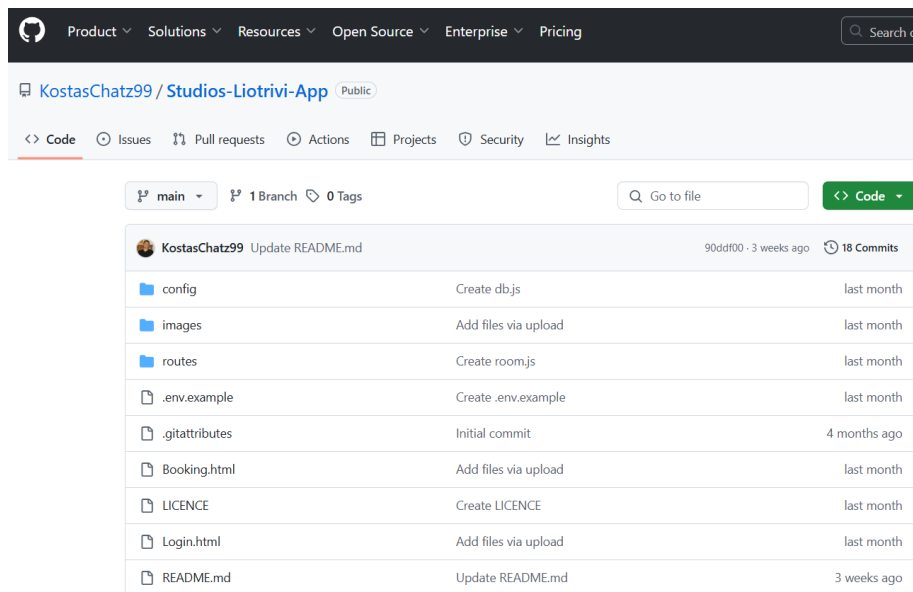 Product Solutions Resources Open Source Enterprise Pricing Search
KostasChatz99 / Studios-Liotrivi-App Public
Code Issues Pull requests Actions Projects Security Insights
main 1 Branch 0 Tags Go to file Code
KostasChatz99 Update README.md 90ddf00 · 3 weeks ago 18 Commits
config Create db.js last month
images Add files via upload last month
routes Create room.js last month
.env.example Create .env.example last month
.gitattributes Initial commit 4 months ago
Booking.html Add files via upload last month
LICENCE Create LICENCE last month
Login.html Add files via upload last month
README.md Update README.md 3 weeks ago